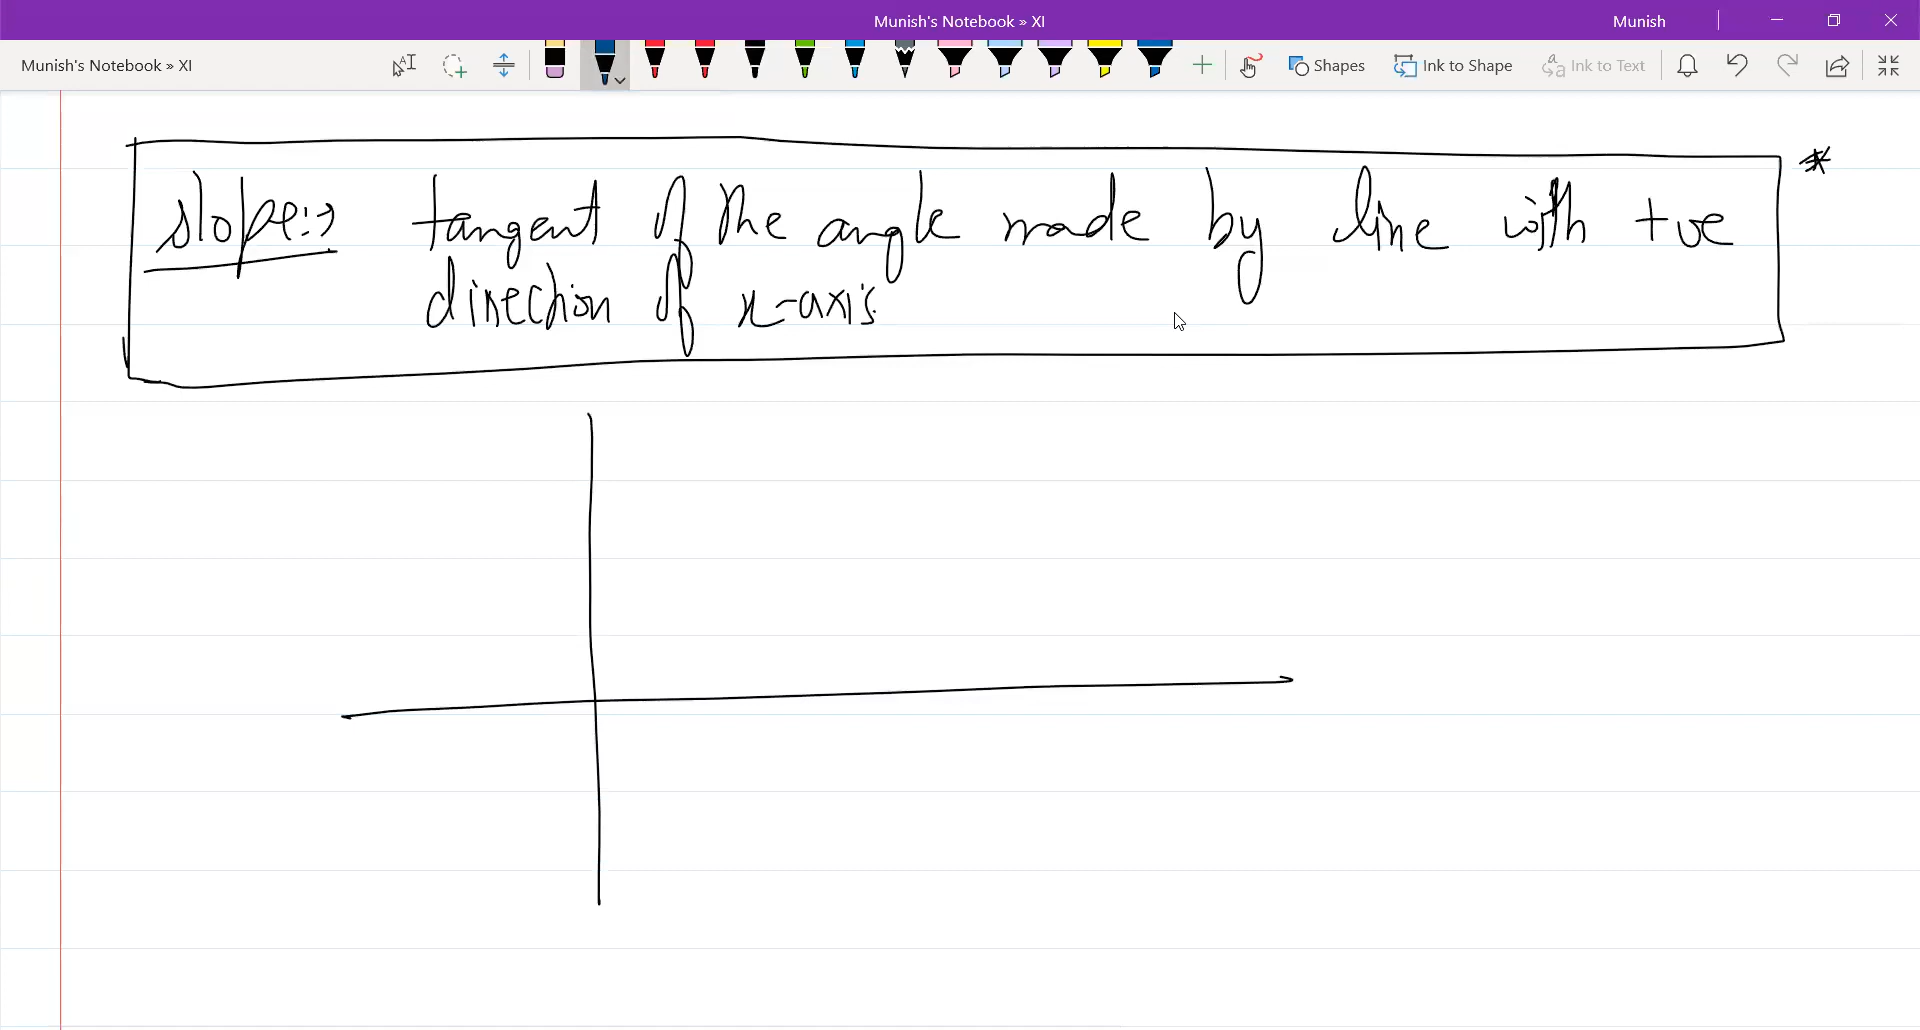 Munish's Notebook » XI
Munish
Munish's Notebook » XI
Shapes
Ink to Shape
Ink to Text
slope:→ tangent of the angle made by line with +ve
direction of x-axis.